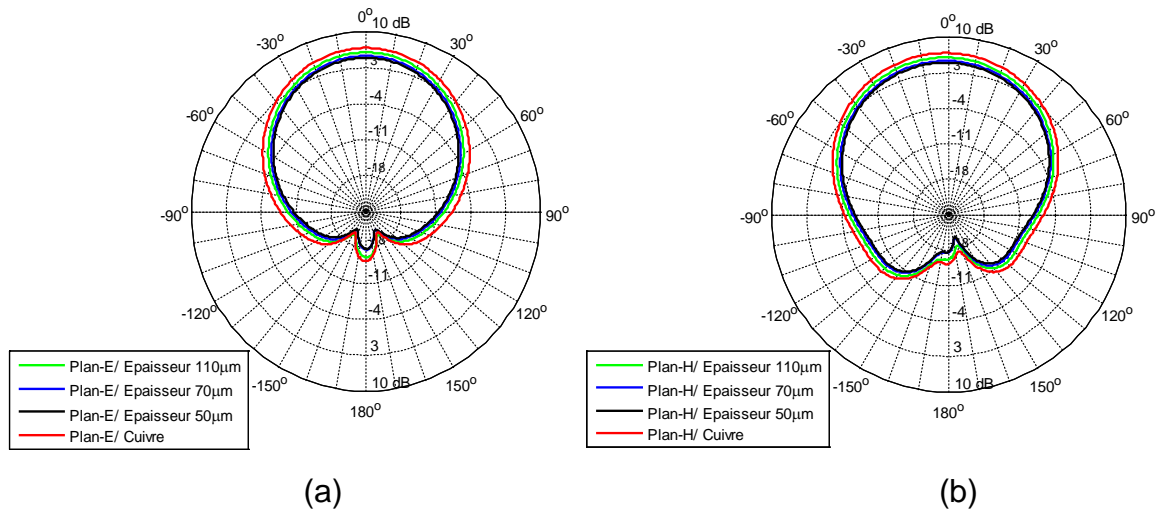 0° 10 dB
-30° 30°
3
-4
-60° 60°
-11
-18
-90° 90°
-11
-120° 120°
-4
3
-150° 150°
10 dB
180°
Plan-E/ Epaisseur 110µm
Plan-E/ Epaisseur 70µm
Plan-E/ Epaisseur 50µm
Plan-E/ Cuivre
(a)
0° 10 dB
-30° 30°
3
-4
-60° 60°
-11
-18
-90° 90°
-11
-120° 120°
-4
3
-150° 150°
10 dB
180°
Plan-H/ Epaisseur 110µm
Plan-H/ Epaisseur 70µm
Plan-H/ Epaisseur 50µm
Plan-H/ Cuivre
(b)